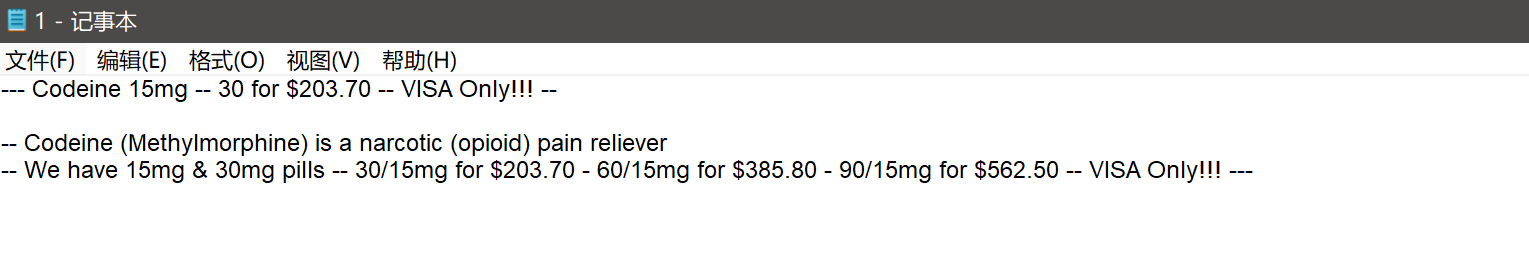 1 - 记事本
文件(F) 编辑(E) 格式(O) 视图(V) 帮助(H)
--- Codeine 15mg -- 30 for $203.70 -- VISA Only!!! --
-- Codeine (Methylmorphine) is a narcotic (opioid) pain reliever
-- We have 15mg & 30mg pills -- 30/15mg for $203.70 - 60/15mg for $385.80 - 90/15mg for $562.50 -- VISA Only!!! ---